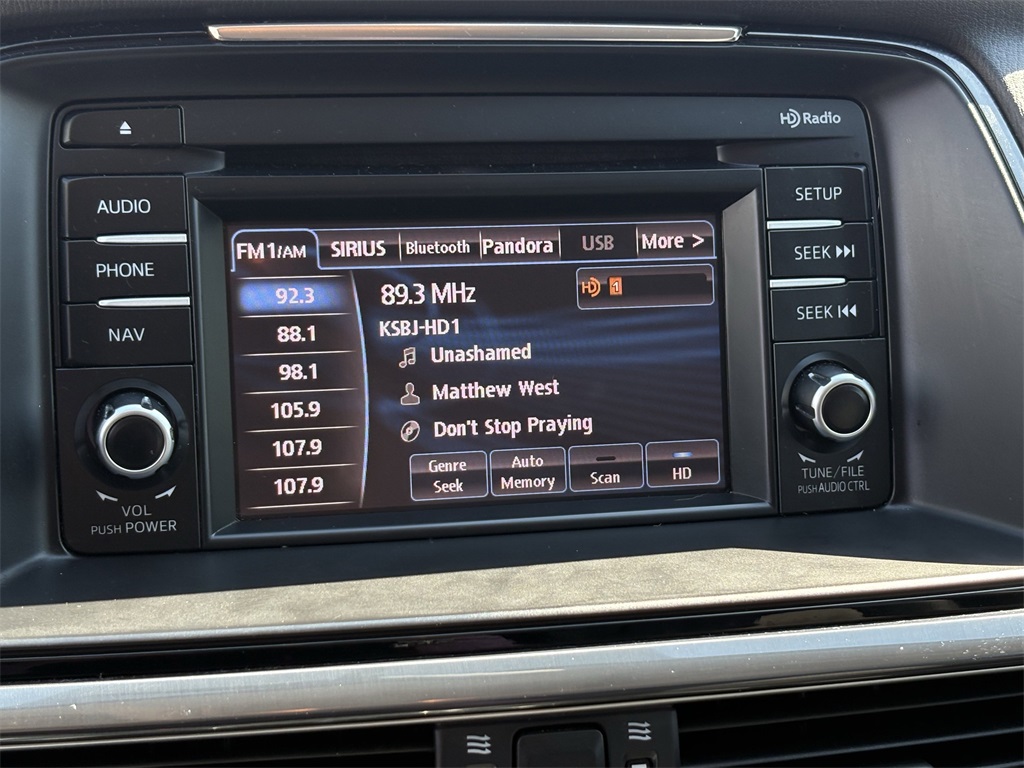 HD Radio
AUDIO
PHONE
NAV
VOL
PUSH POWER
FM1/AM SIRIUS Bluetooth Pandora USB More >
92.3
88.1
98.1
105.9
107.9
107.9
89.3 MHz
HD 1
KSBJ-HD1
Unashamed
Matthew West
Don't Stop Praying
Genre
Seek
Auto
Memory
Scan
HD
SETUP
SEEK
SEEK
TUNE/FILE
PUSH AUDIO CTRL